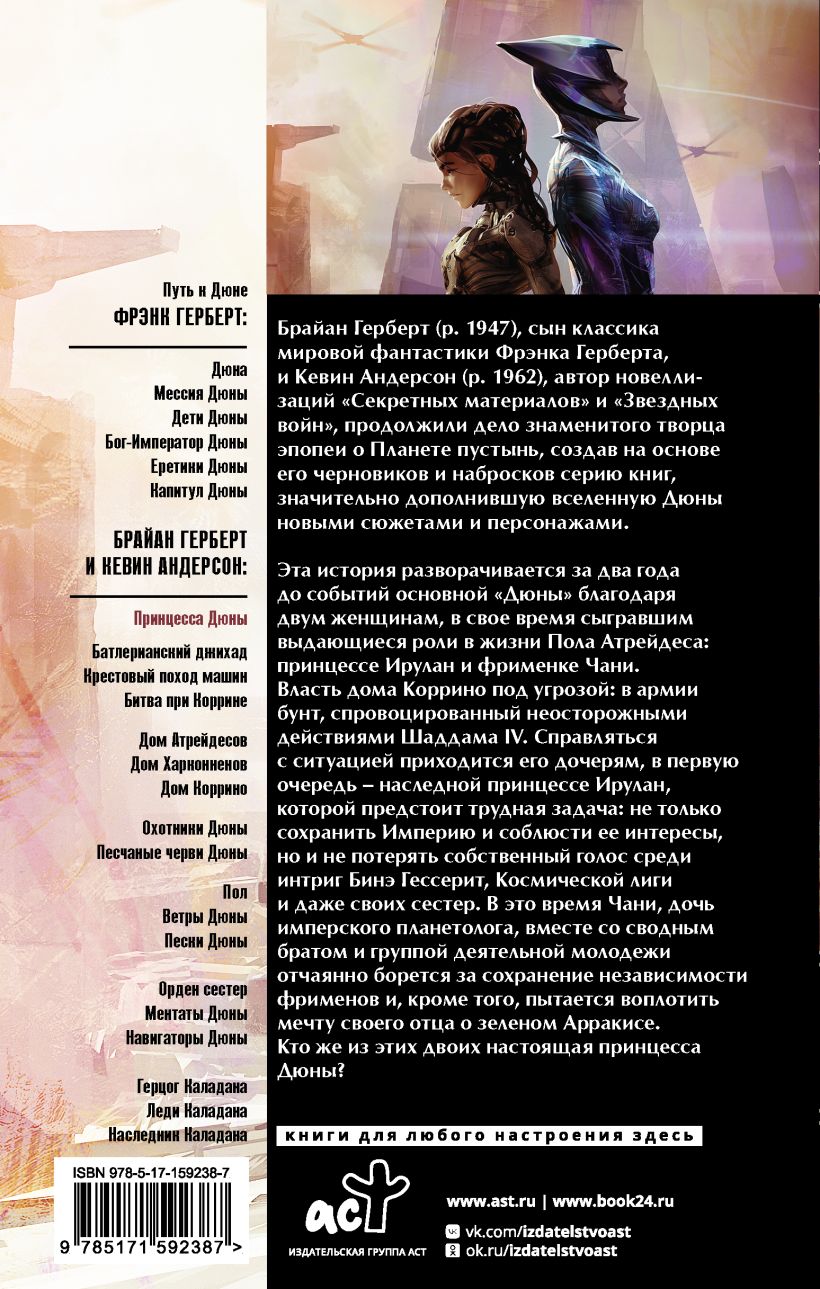 Путь к Дюне
ФРЭНК ГЕРБЕРТ:
Дюна
Мессия Дюны
Дети Дюны
Бог-Император Дюны
Еретики Дюны
Капитул Дюны
БРАЙАН ГЕРБЕРТ
И КЕВИН АНДЕРСОН:
Принцесса Дюны
Батлерианский джихад
Крестовый поход машин
Битва при Коррине
Дом Атрейдесов
Дом Харконненов
Дом Коррино
Охотники Дюны
Песчаные черви Дюны
Пол
Ветры Дюны
Пески Дюны
Орден сестер
Ментаты Дюны
Навигаторы Дюны
Герцог Каладана
Леди Каладана
Наследник Каладана
ISBN 978-5-17-159238-7
9 785171 592387 >
Брайан Герберт (р. 1947), сын классика
мировой фантастики Фрэнка Герберта,
и Кевин Андерсон (р. 1962), автор новелли-
заций «Секретных материалов» и «Звездных
войн», продолжили дело знаменитого творца
эпопеи о Планете пустынь, создав на основе
его черновиков и набросков серию книг,
значительно дополнившую вселенную Дюны
новыми сюжетами и персонажами.
Эта история разворачивается за два года
до событий основной «Дюны» благодаря
двум женщинам, в свое время сыгравшим
выдающиеся роли в жизни Пола Атрейдеса:
принцессе Ирулан и фрименке Чани.
Власть дома Коррино под угрозой: в армии
бунт, спровоцированный неосторожными
действиями Шаддама IV. Справляться
с ситуацией приходится его дочерям, в первую
очередь – наследной принцессе Ирулан,
которой предстоит трудная задача: не только
сохранить Империю и соблюсти ее интересы,
но и не потерять собственный голос среди
интриг Бинэ Гессерит, Космической лиги
и даже своих сестер. В это время Чани, дочь
имперского планетолога, вместе со сводным
братом и группой деятельной молодежи
отчаянно борется за сохранение независимости
фрименов и, кроме того, пытается воплотить
мечту своего отца о зеленом Арракисе.
Кто же из этих двоих настоящая принцесса
Дюны?
книги для любого настроения здесь
аст
ИЗДАТЕЛЬСКАЯ ГРУППА АСТ
www.ast.ru | www.book24.ru
vk.com/izdatelstvoast
ok.ru/izdatelstvoast